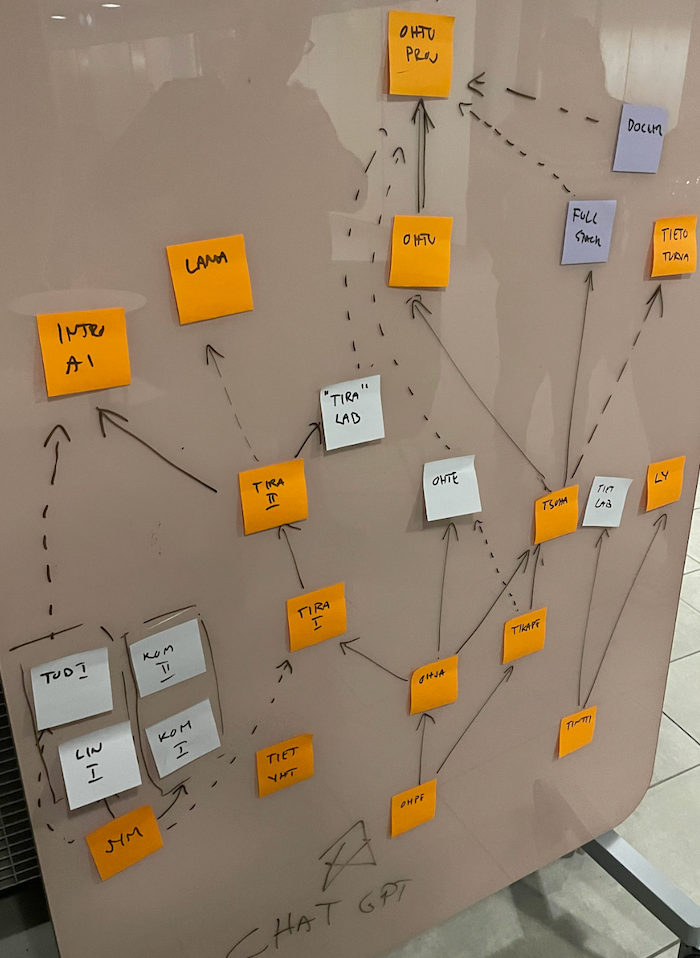 OHTU
PROJ
DOCUM
FULL
STACK
OHTU
TIETO
TURVA
LAMA
INTRO
AI
"TIRA"
LAB
TIRA
II
OHTE
TSOHA
TIET
LAB
LY
TIRA
I
TIKAPE
KOM
II
TOD I
OHJA
LIN
I
KOM
I
TIET
YHT
TINTTI
OHPE
JYM
CHAT GPT